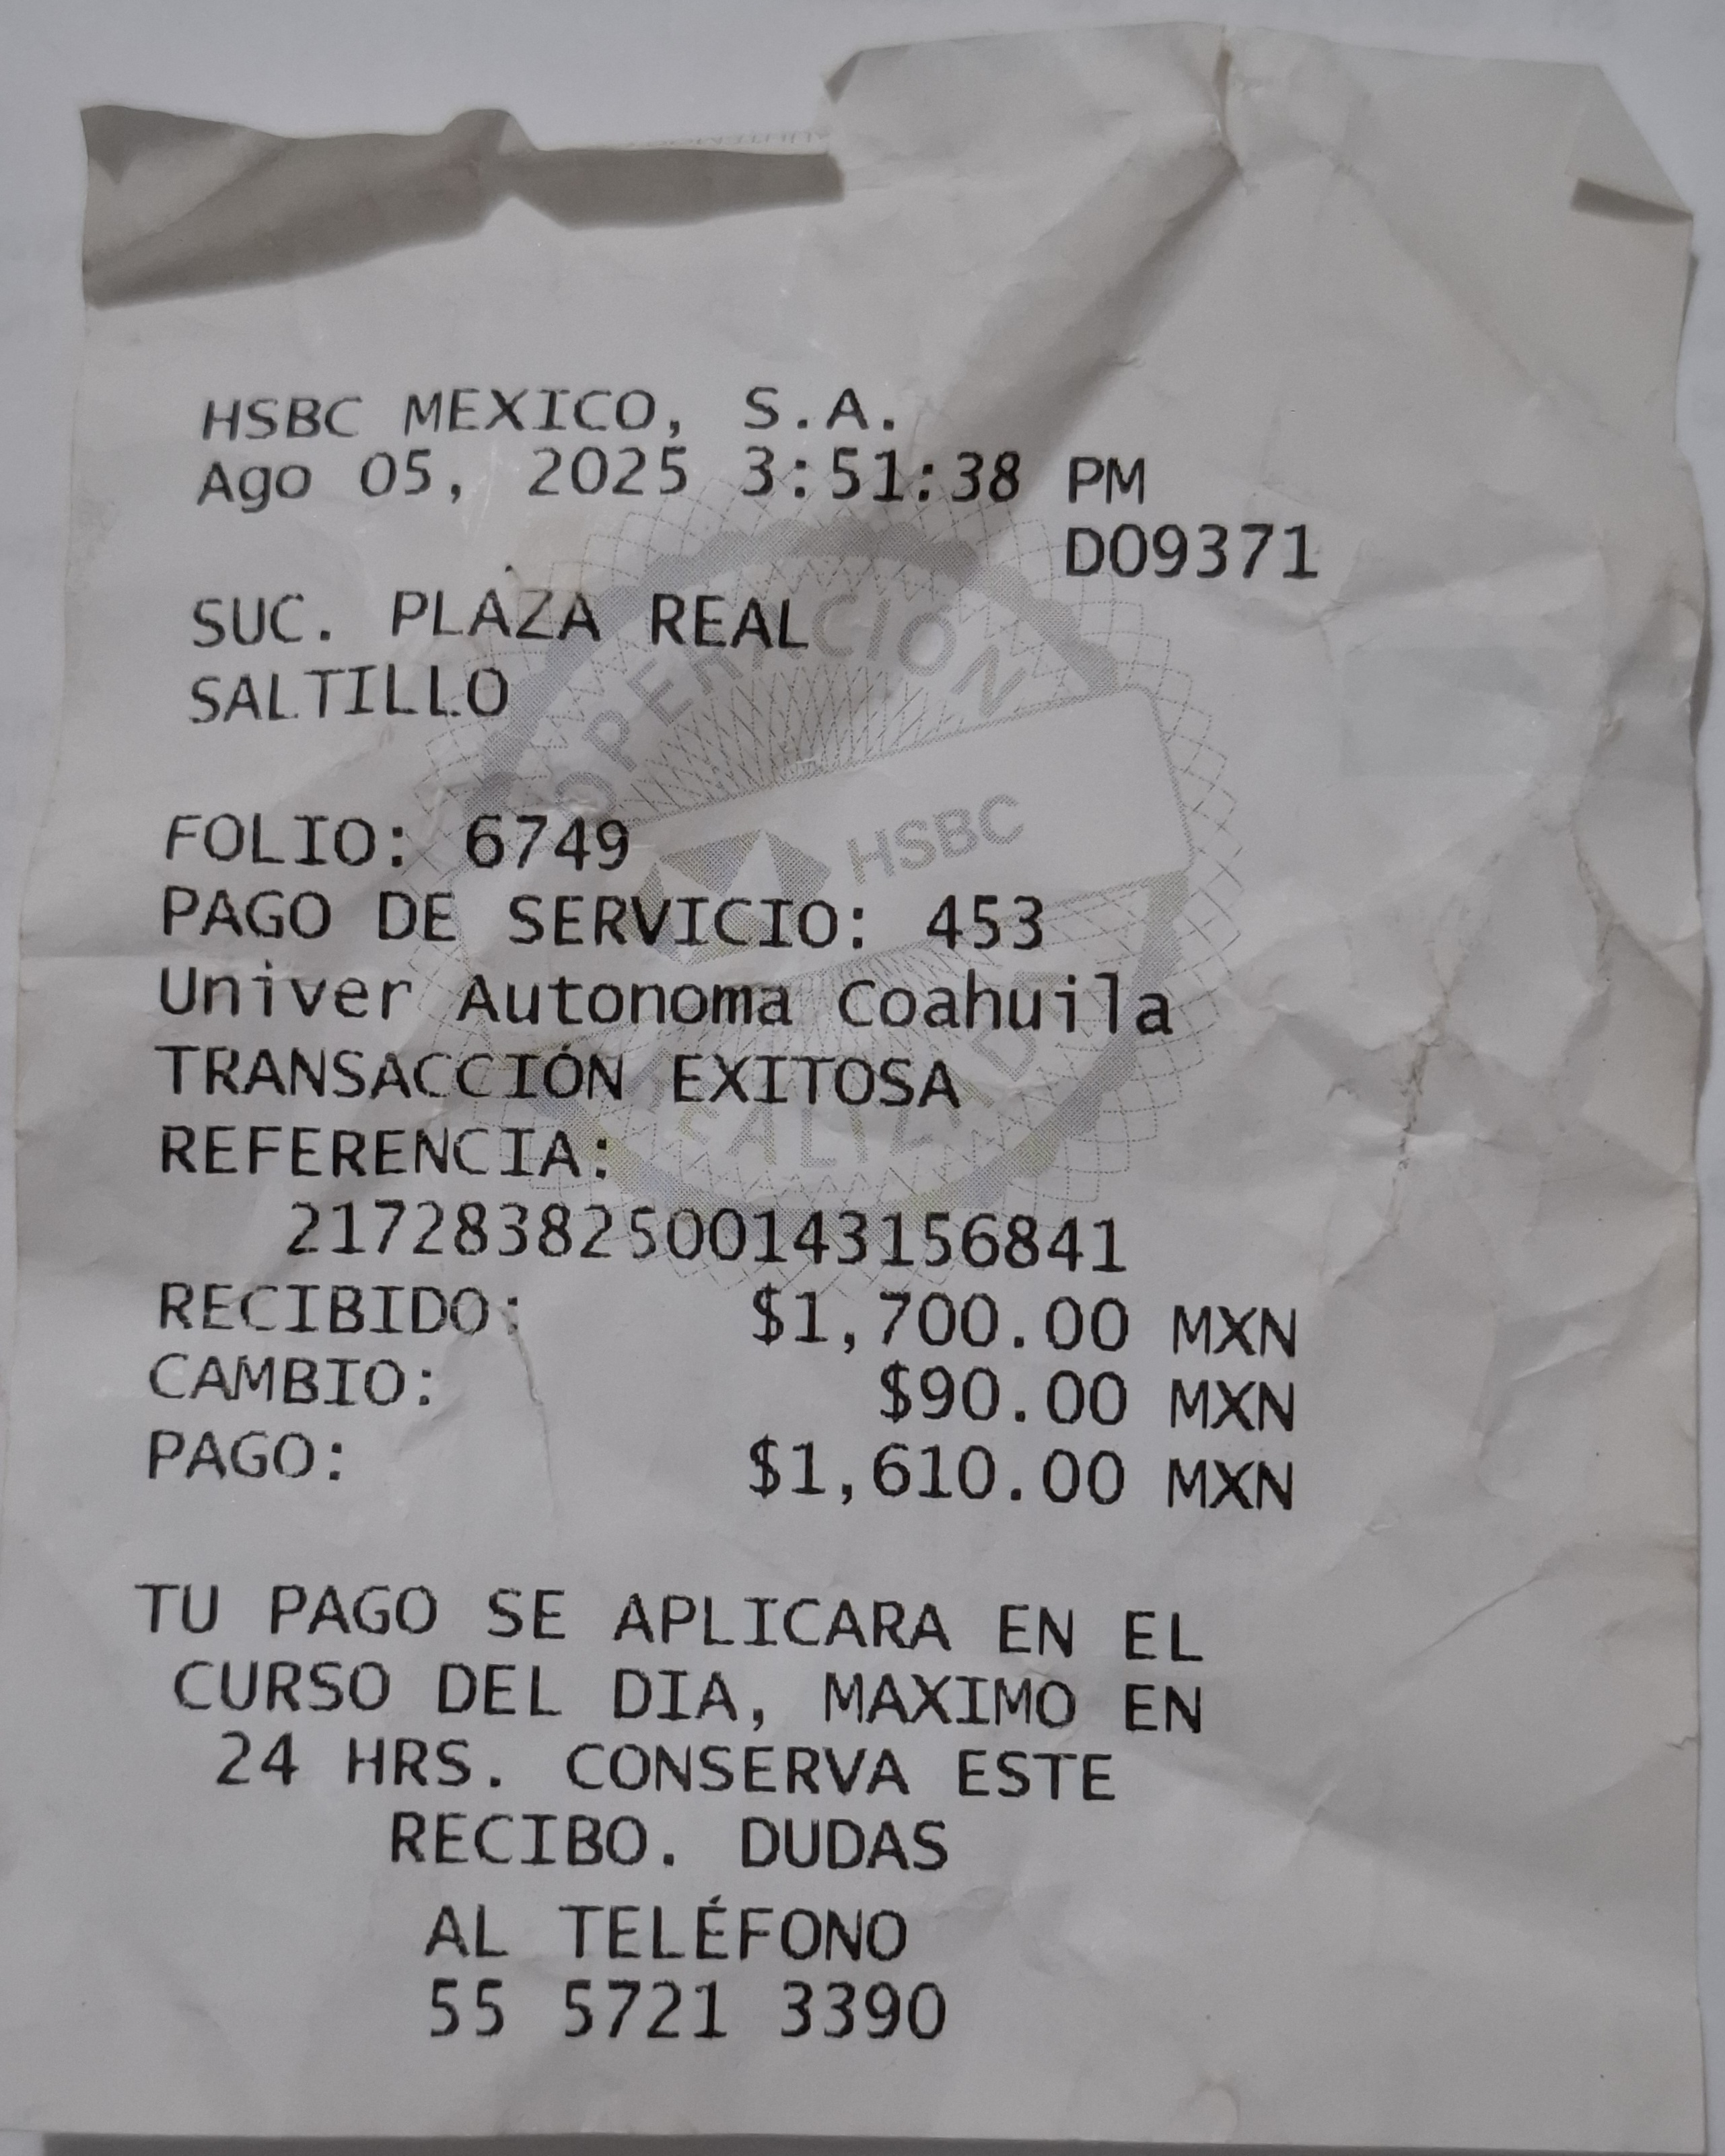 HSBC MEXICO, S.A.
Ago 05, 2025 3:51:38 PM
D09371
SUC. PLAZA REAL
SALTILLO
FOLIO: 6749
PAGO DE SERVICIO: 453
Univer Autonoma Coahuila
TRANSACCIÓN EXITOSA
REFERENCIA:
21728382500143156841
RECIBIDO: $1,700.00 MXN
CAMBIO: $90.00 MXN
PAGO: $1,610.00 MXN
TU PAGO SE APLICARA EN EL
CURSO DEL DIA, MAXIMO EN
24 HRS. CONSERVA ESTE
RECIBO. DUDAS
AL TELÉFONO
55 5721 3390
OPERACION
HSBC
REALIZADA